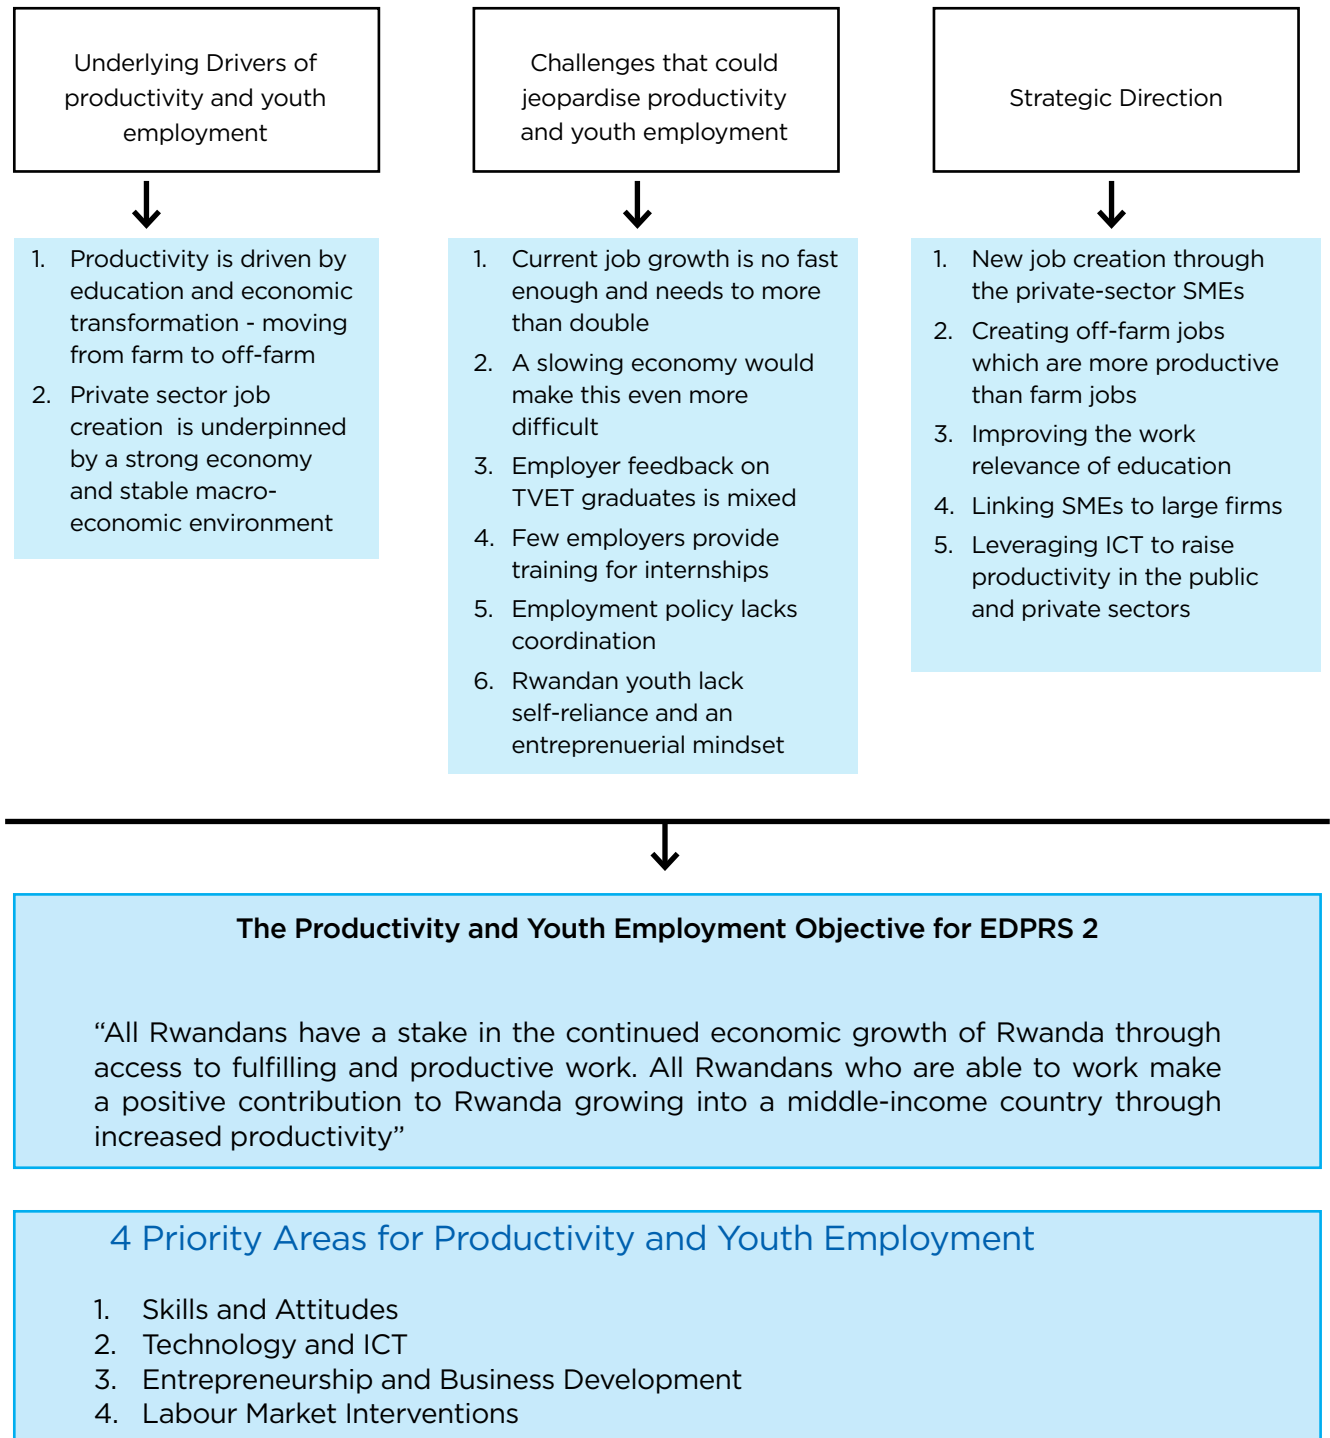 Underlying Drivers of
productivity and youth
employment
Challenges that could
jeopardise productivity
and youth employment
Strategic Direction
1. Productivity is driven by
education and economic
transformation - moving
from farm to off-farm
2. Private sector job
creation is underpinned
by a strong economy
and stable macro-
economic environment
1. Current job growth is no fast
enough and needs to more
than double
2. A slowing economy would
make this even more
difficult
3. Employer feedback on
TVET graduates is mixed
4. Few employers provide
training for internships
5. Employment policy lacks
coordination
6. Rwandan youth lack
self-reliance and an
entreprenuerial mindset
1. New job creation through
the private-sector SMEs
2. Creating off-farm jobs
which are more productive
than farm jobs
3. Improving the work
relevance of education
4. Linking SMEs to large firms
5. Leveraging ICT to raise
productivity in the public
and private sectors
The Productivity and Youth Employment Objective for EDPRS 2
“All Rwandans have a stake in the continued economic growth of Rwanda through
access to fulfilling and productive work. All Rwandans who are able to work make
a positive contribution to Rwanda growing into a middle-income country through
increased productivity”
4 Priority Areas for Productivity and Youth Employment
1. Skills and Attitudes
2. Technology and ICT
3. Entrepreneurship and Business Development
4. Labour Market Interventions